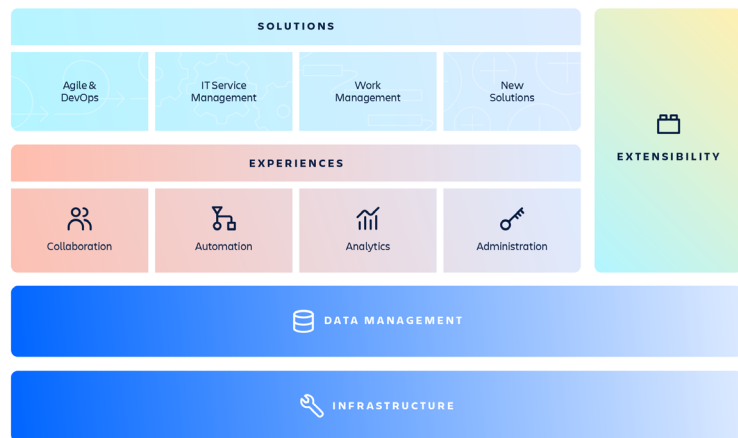 SOLUTIONS
Agile &
DevOps
IT Service
Management
Work
Management
New
Solutions
EXTENSIBILITY
EXPERIENCES
Collaboration
Automation
Analytics
Administration
DATA MANAGEMENT
INFRASTRUCTURE